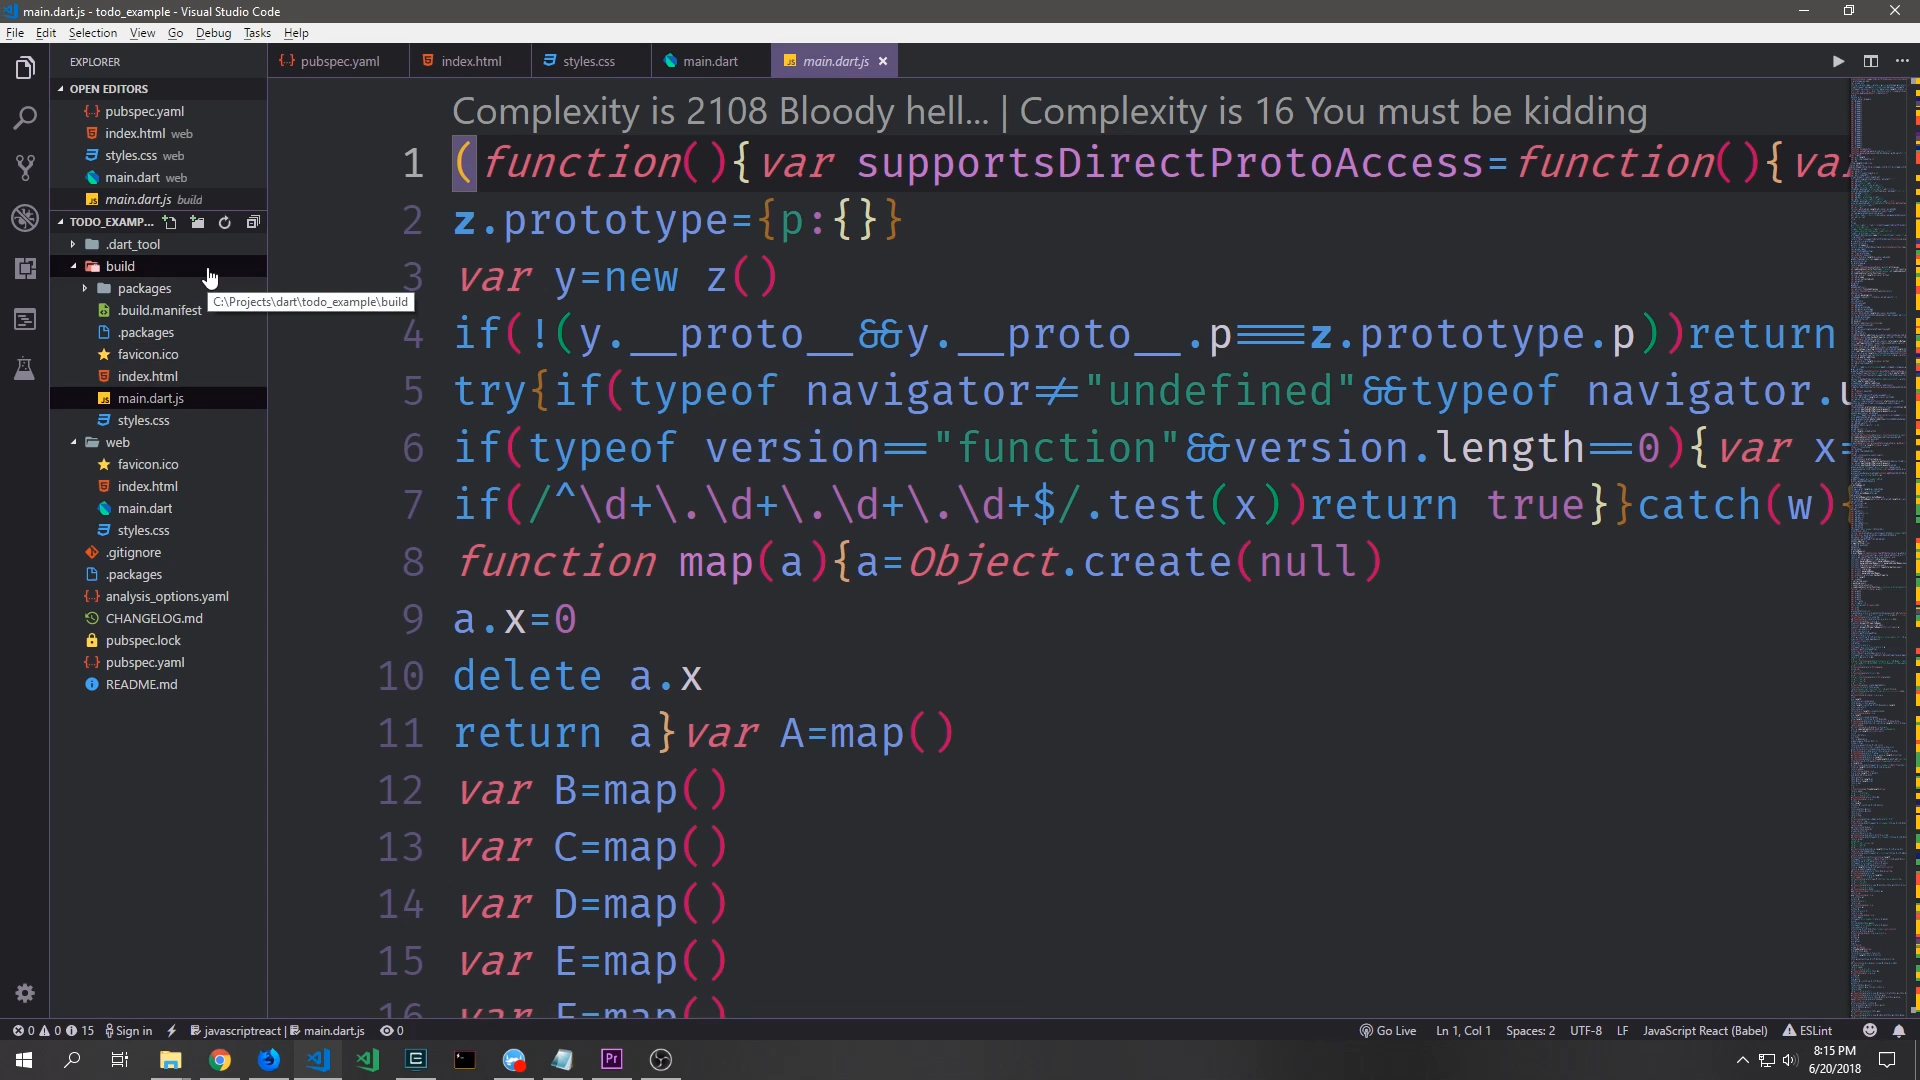 main.dart.js - todo_example - Visual Studio Code
File Edit Selection View Go Debug Tasks Help
EXPLORER
OPEN EDITORS
pubspec.yaml
index.html web
styles.css web
main.dart web
main.dart.js build
TODO_EXAMP...
.dart_tool
build
packages
.build.manifest
.packages
favicon.ico
index.html
main.dart.js
styles.css
web
favicon.ico
index.html
main.dart
styles.css
.gitignore
.packages
analysis_options.yaml
CHANGELOG.md
pubspec.lock
pubspec.yaml
README.md
C:\Projects\dart\todo_example\build
pubspec.yaml index.html styles.css main.dart main.dart.js
Complexity is 2108 Bloody hell... | Complexity is 16 You must be kidding
1 (function(){var supportsDirectProtoAccess=function(){va
2 z.prototype={p:{}}
3 var y=new z()
4 if(!(y.__proto__&&y.__proto__.p===z.prototype.p))return
5 try{if(typeof navigator!="undefined"&&typeof navigator.u
6 if(typeof version=="function"&&version.length==0){var x=
7 if(/^\d+\.\d+\.\d+\.\d+$/.test(x))return true}}catch(w){
8 function map(a){a=Object.create(null)
9 a.x=0
10 delete a.x
11 return a}var A=map()
12 var B=map()
13 var C=map()
14 var D=map()
15 var E=map()
16 var F=map()
0 0 15 Sign in javascriptreact | main.dart.js 0 Go Live Ln 1, Col 1 Spaces: 2 UTF-8 LF JavaScript React (Babel) ESLint
8:15 PM
6/20/2018